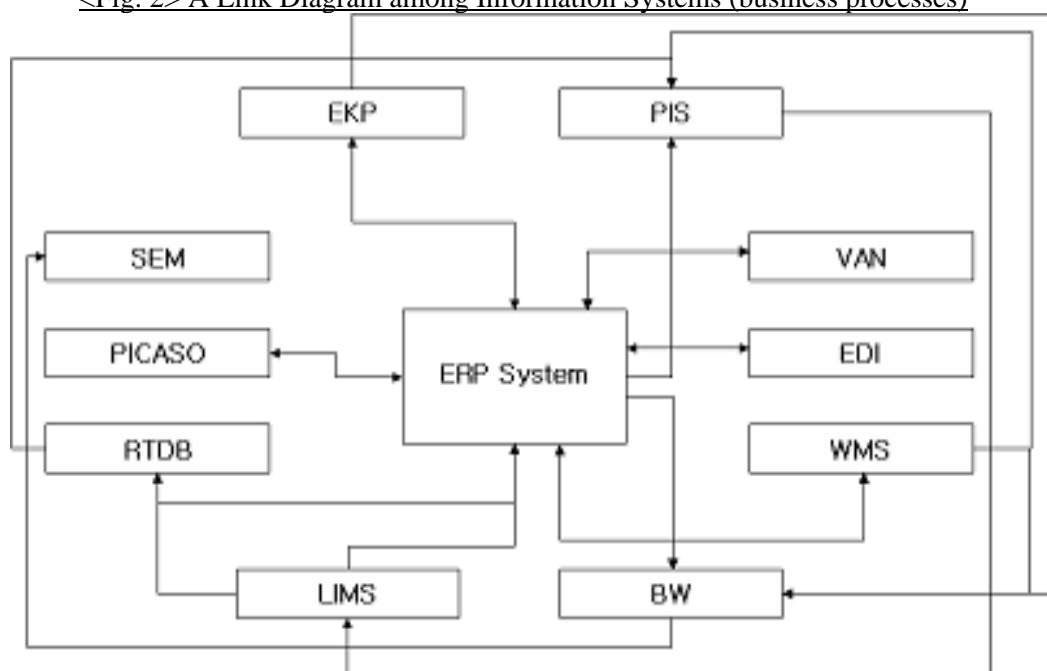 <Fig. 2> A Link Diagram among Information Systems (business processes)
EKP
PIS
SEM
VAN
PICASO
ERP System
EDI
RTDB
WMS
LIMS
BW